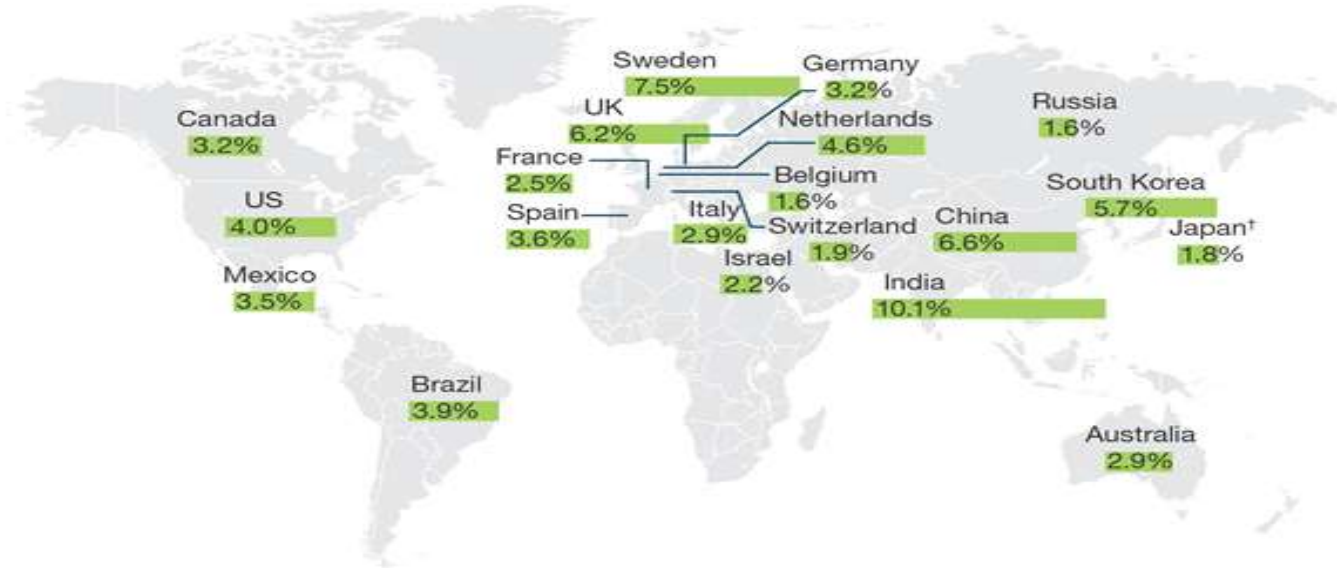 Sweden
7.5%
Germany
3.2%
UK
6.2%
Netherlands
4.6%
Russia
1.6%
Canada
3.2%
France
2.5%
Belgium
1.6%
South Korea
5.7%
US
4.0%
Spain
3.6%
Italy
2.9%
Switzerland
1.9%
China
6.6%
Japan†
1.8%
Israel
2.2%
Mexico
3.5%
India
10.1%
Brazil
3.9%
Australia
2.9%